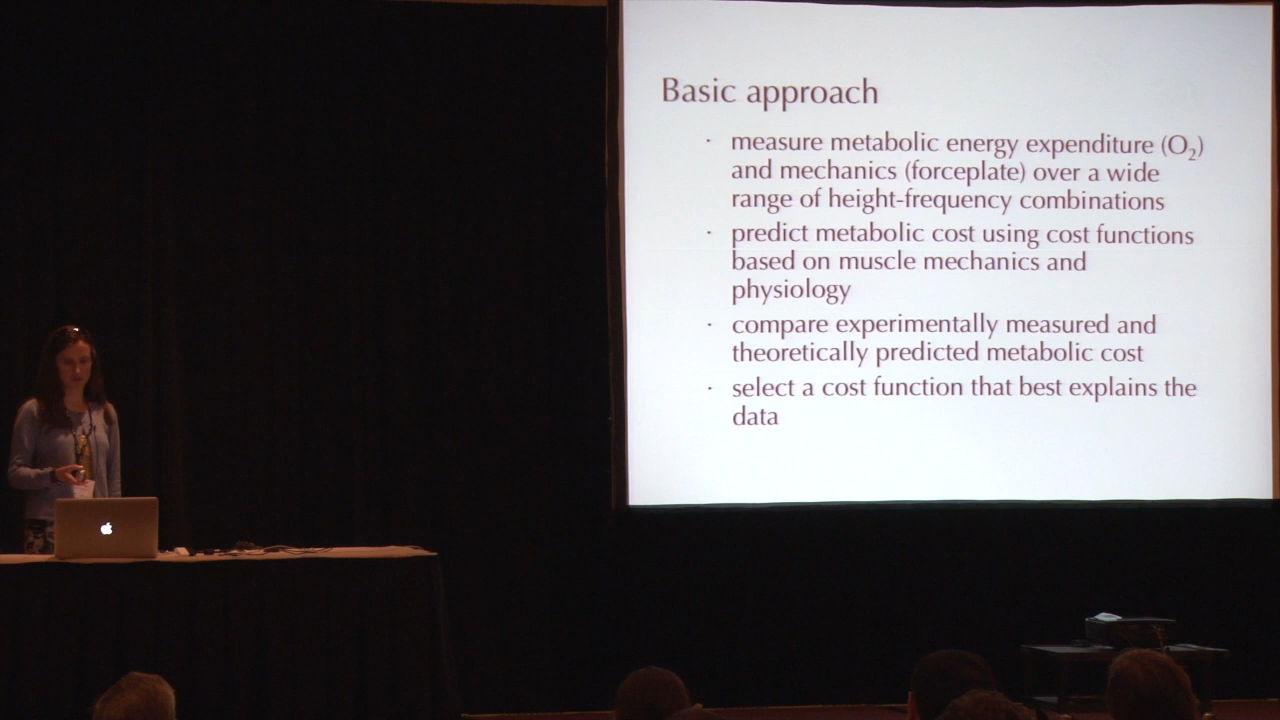 Basic approach
· measure metabolic energy expenditure (O₂)
and mechanics (forceplate) over a wide
range of height-frequency combinations
· predict metabolic cost using cost functions
based on muscle mechanics and
physiology
· compare experimentally measured and
theoretically predicted metabolic cost
· select a cost function that best explains the
data